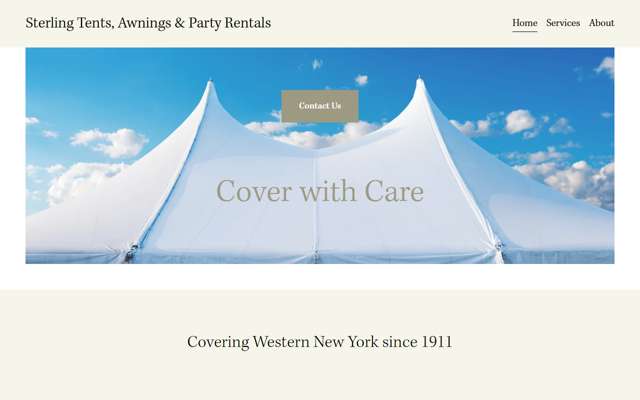 Sterling Tents, Awnings & Party Rentals
Home Services About
Contact Us
Cover with Care
Covering Western New York since 1911